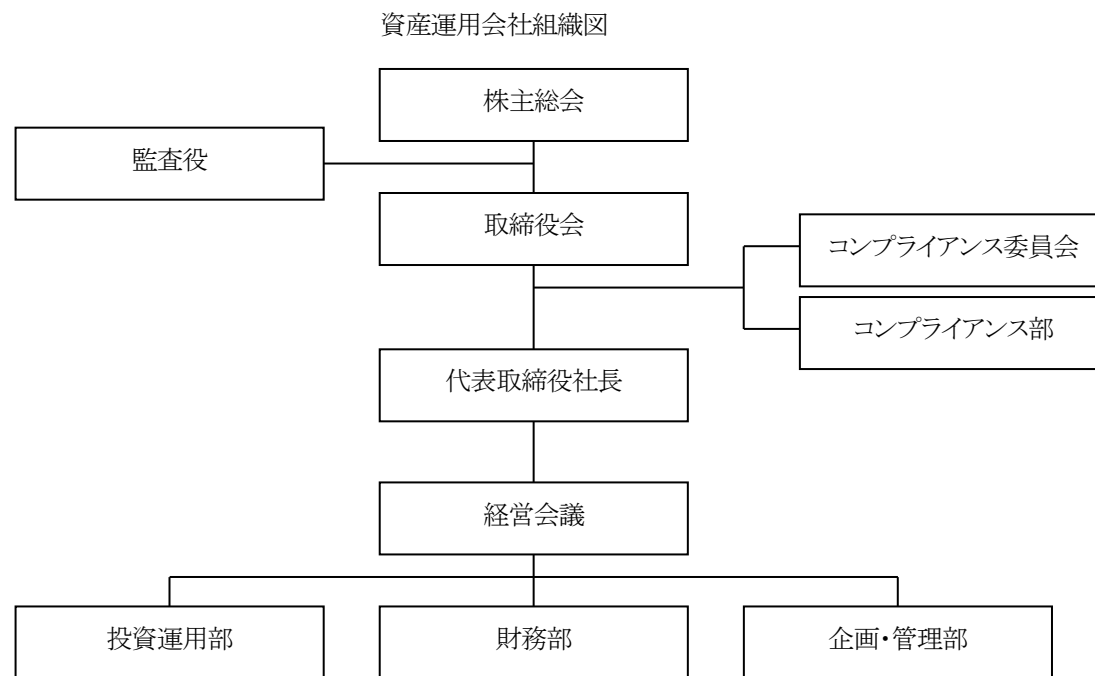 資産運用会社組織図
株主総会
監査役
取締役会
コンプライアンス委員会
コンプライアンス部
代表取締役社長
経営会議
投資運用部
財務部
企画・管理部